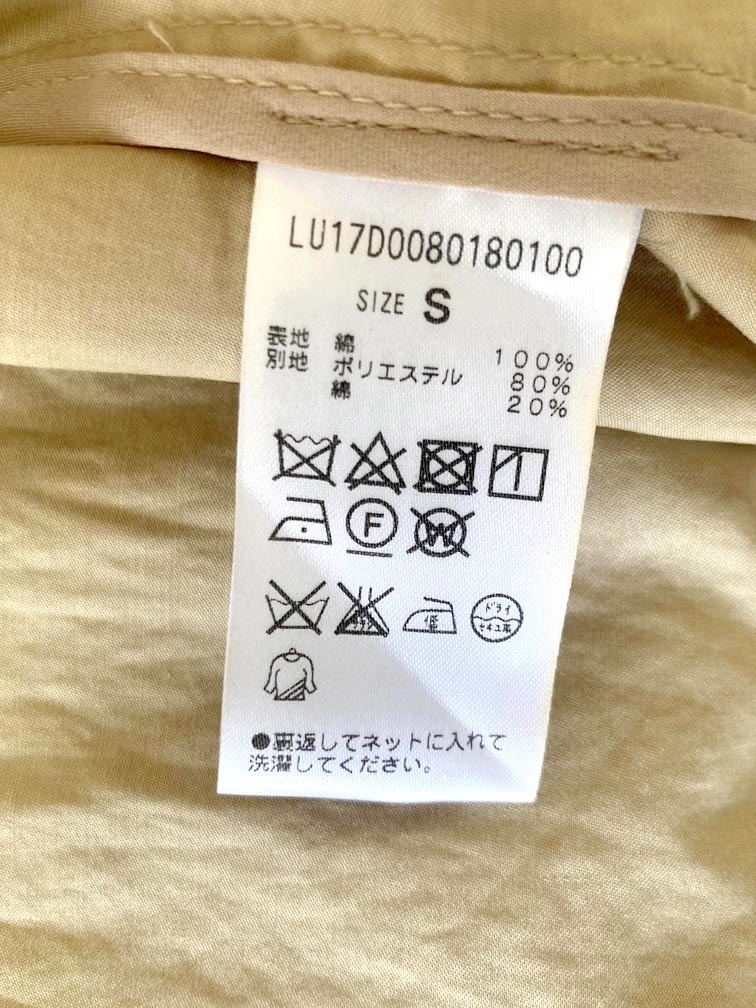 LU17D0080180100
SIZE S
表地 綿 100%
別地 ポリエステル 80%
綿 20%
F
W
低
ドライ
セキユ系
●裏返してネットに入れて
洗濯してください。